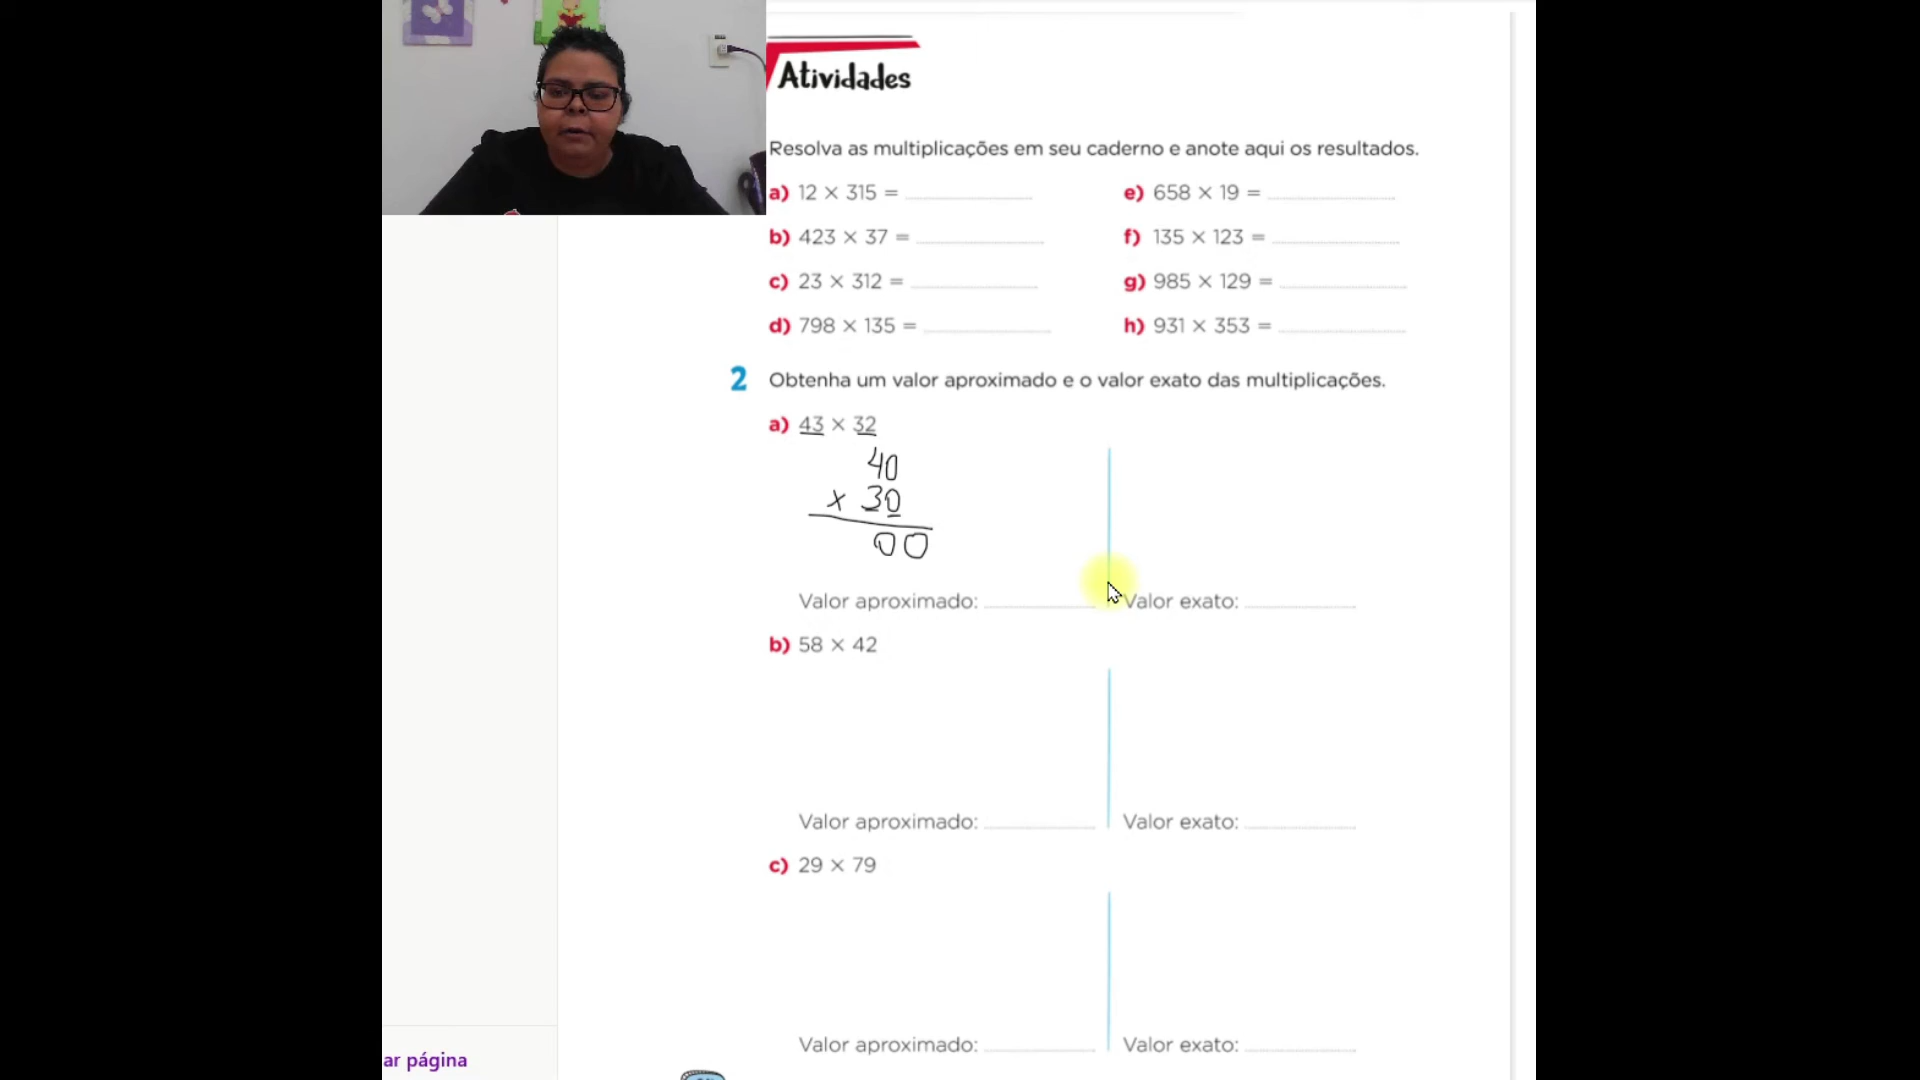 Atividades
Resolva as multiplicações em seu caderno e anote aqui os resultados.
a) 12 × 315 =
e) 658 × 19 =
b) 423 × 37 =
f) 135 × 123 =
c) 23 × 312 =
g) 985 × 129 =
d) 798 × 135 =
h) 931 × 353 =
2 Obtenha um valor aproximado e o valor exato das multiplicações.
a) 43 × 32
40
x 30
00
Valor aproximado:
Valor exato:
b) 58 × 42
Valor aproximado:
Valor exato:
c) 29 × 79
Valor aproximado:
Valor exato:
ar página